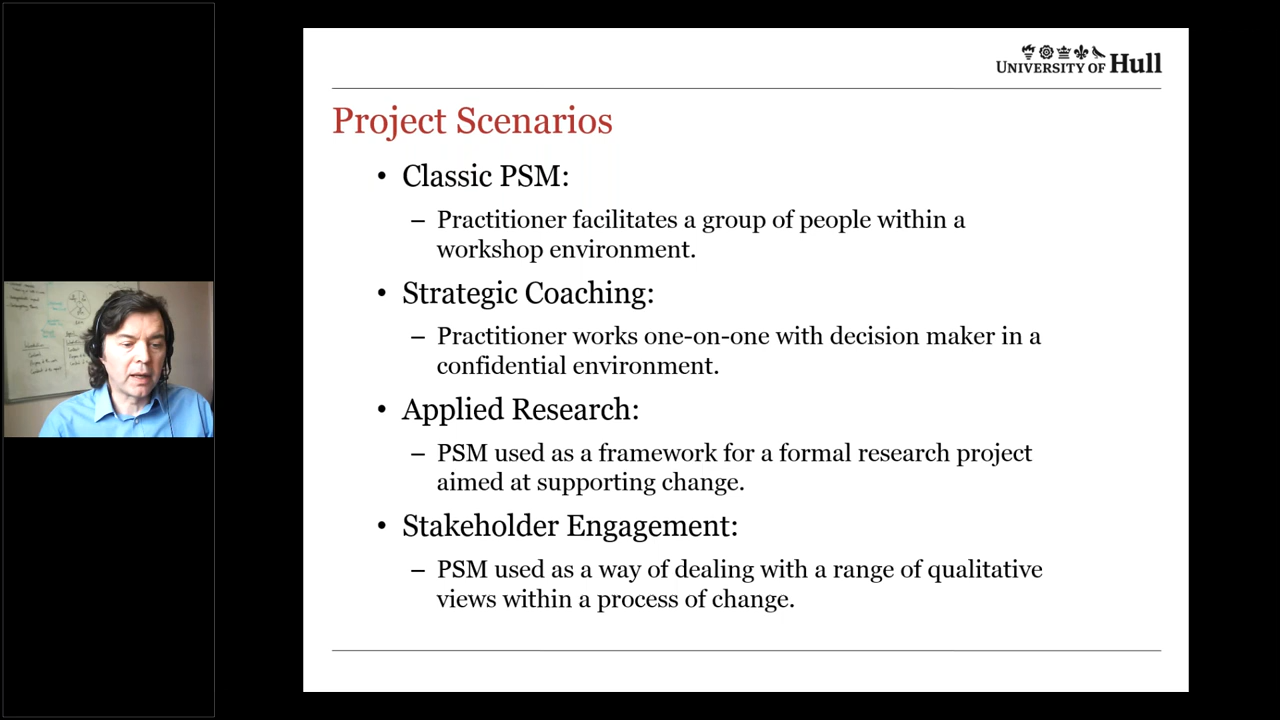 UNIVERSITY OF Hull
Project Scenarios
• Classic PSM:
– Practitioner facilitates a group of people within a
workshop environment.
• Strategic Coaching:
– Practitioner works one-on-one with decision maker in a
confidential environment.
• Applied Research:
– PSM used as a framework for a formal research project
aimed at supporting change.
• Stakeholder Engagement:
– PSM used as a way of dealing with a range of qualitative
views within a process of change.